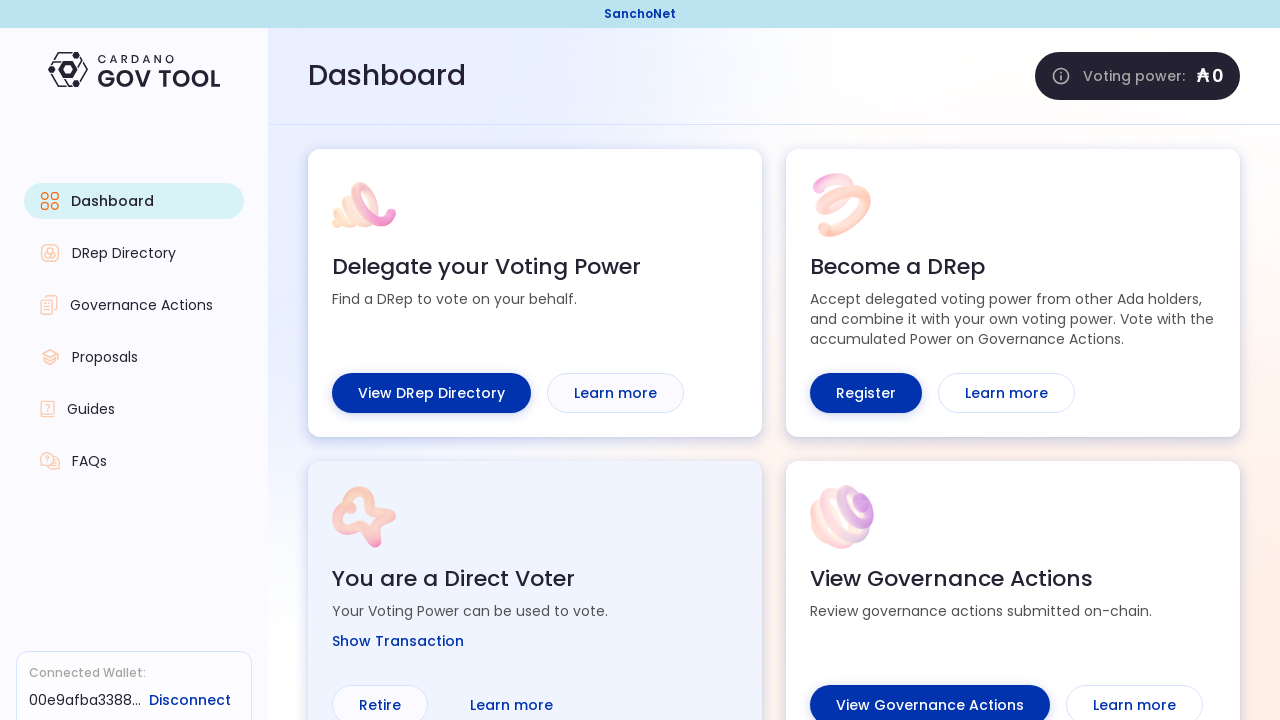 SanchoNet
CARDANO
GOV TOOL
Dashboard
DRep Directory
Governance Actions
Proposals
Guides
FAQs
Connected Wallet:
00e9afba3388... Disconnect
Dashboard
Voting power: ₳0
Delegate your Voting Power
Find a DRep to vote on your behalf.
View DRep Directory
Learn more
Become a DRep
Accept delegated voting power from other Ada holders,
and combine it with your own voting power. Vote with the
accumulated Power on Governance Actions.
Register
Learn more
You are a Direct Voter
Your Voting Power can be used to vote.
Show Transaction
Retire
Learn more
View Governance Actions
Review governance actions submitted on-chain.
View Governance Actions
Learn more